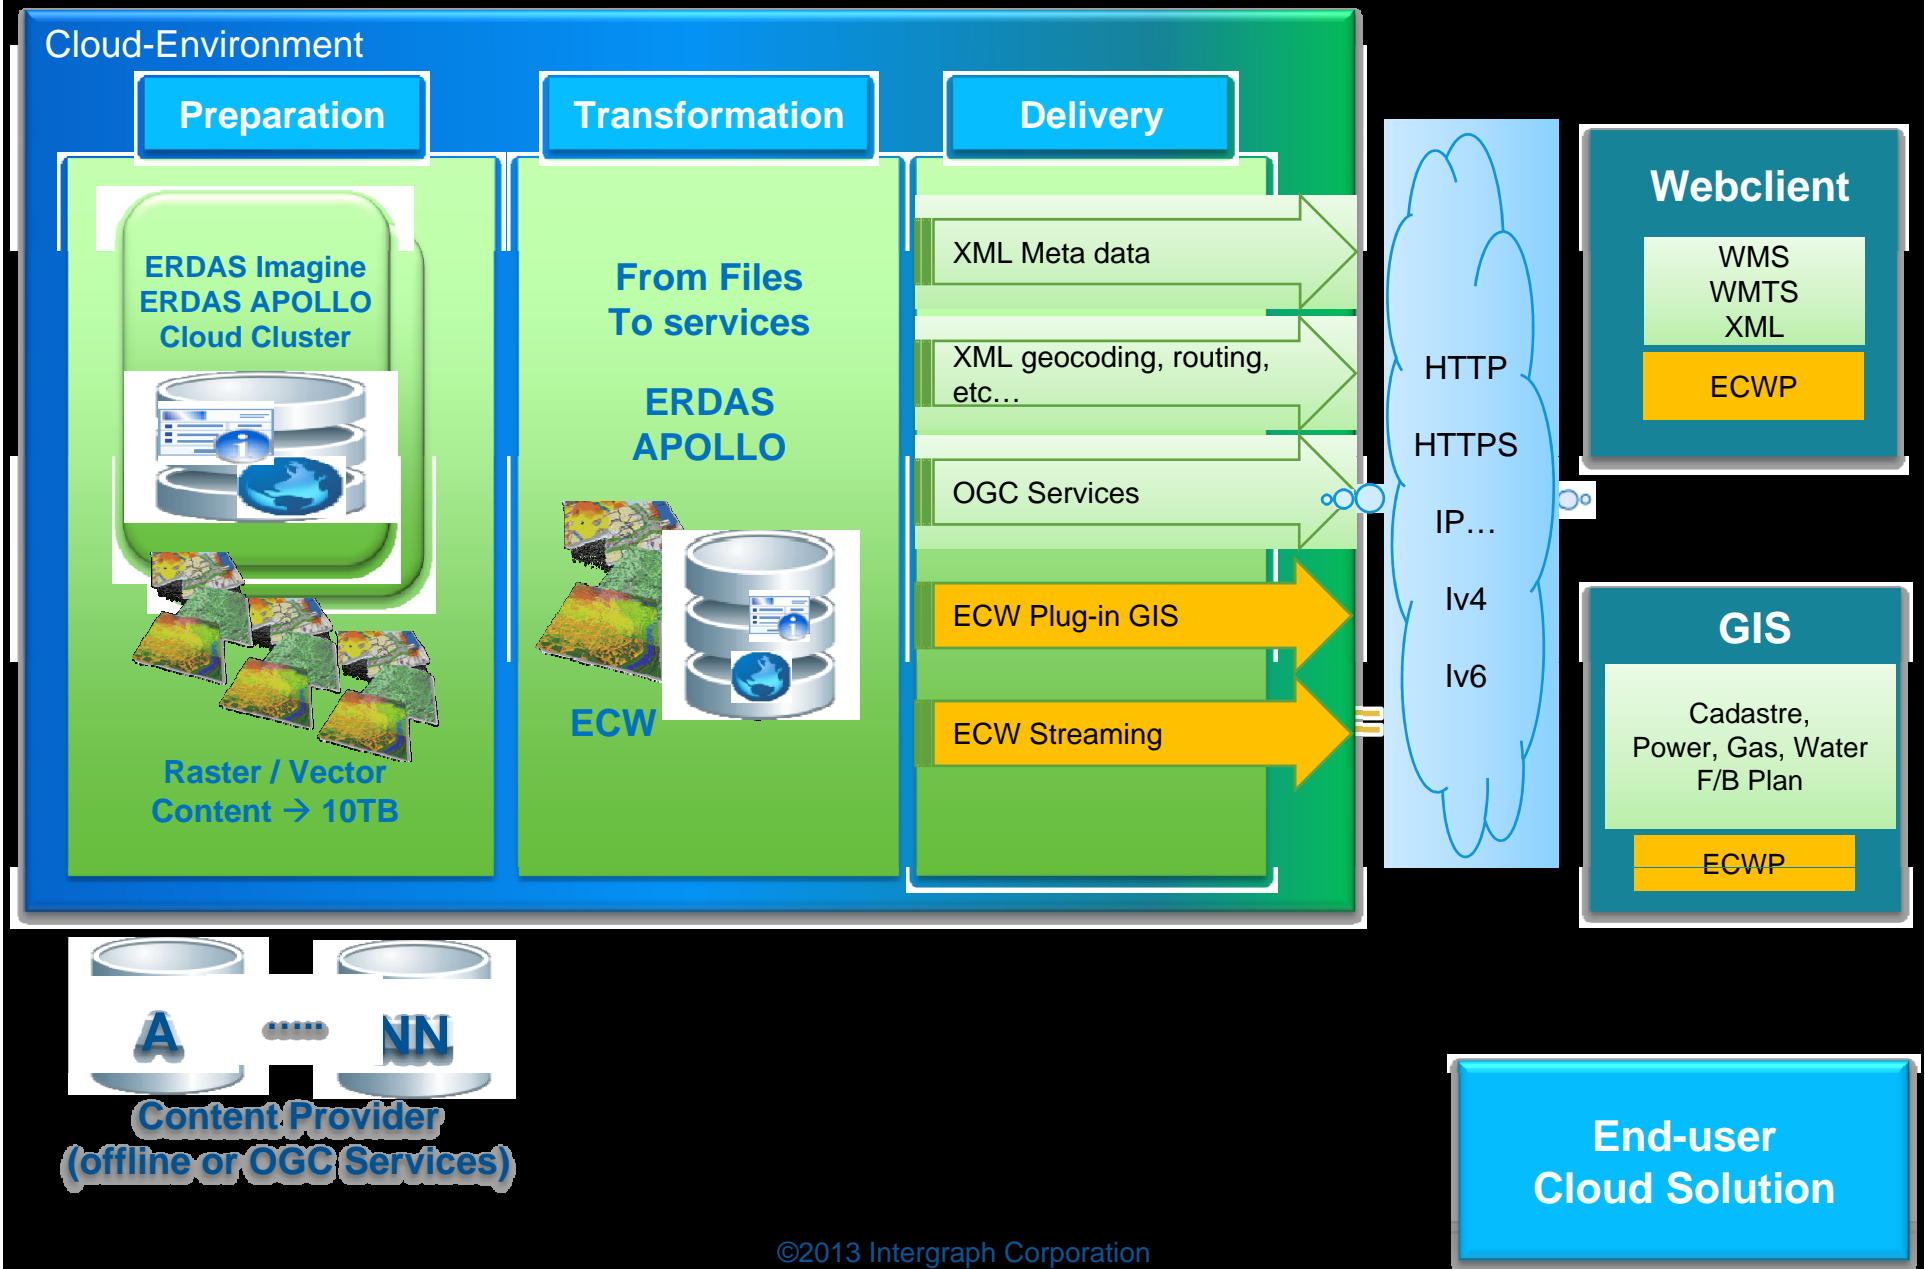 Cloud-Environment
Preparation
ERDAS Imagine
ERDAS APOLLO
Cloud Cluster
Raster / Vector
Content → 10TB
Transformation
From Files
To services
ERDAS
APOLLO
ECW
Delivery
XML Meta data
XML geocoding, routing,
etc…
OGC Services
ECW Plug-in GIS
ECW Streaming
HTTP
HTTPS
IP…
Iv4
Iv6
Webclient
WMS
WMTS
XML
ECWP
GIS
Cadastre,
Power, Gas, Water
F/B Plan
ECWP
A ..... NN
Content Provider
(offline or OGC Services)
End-user
Cloud Solution
©2013 Intergraph Corporation